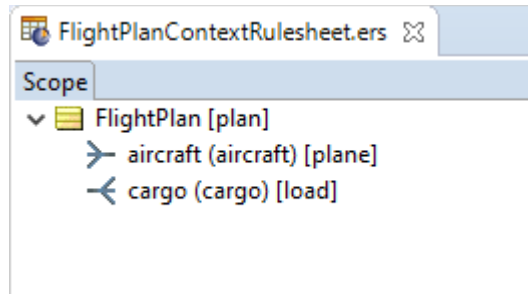 FlightPlanContextRulesheet.ers
Scope
FlightPlan [plan]
aircraft (aircraft) [plane]
cargo (cargo) [load]